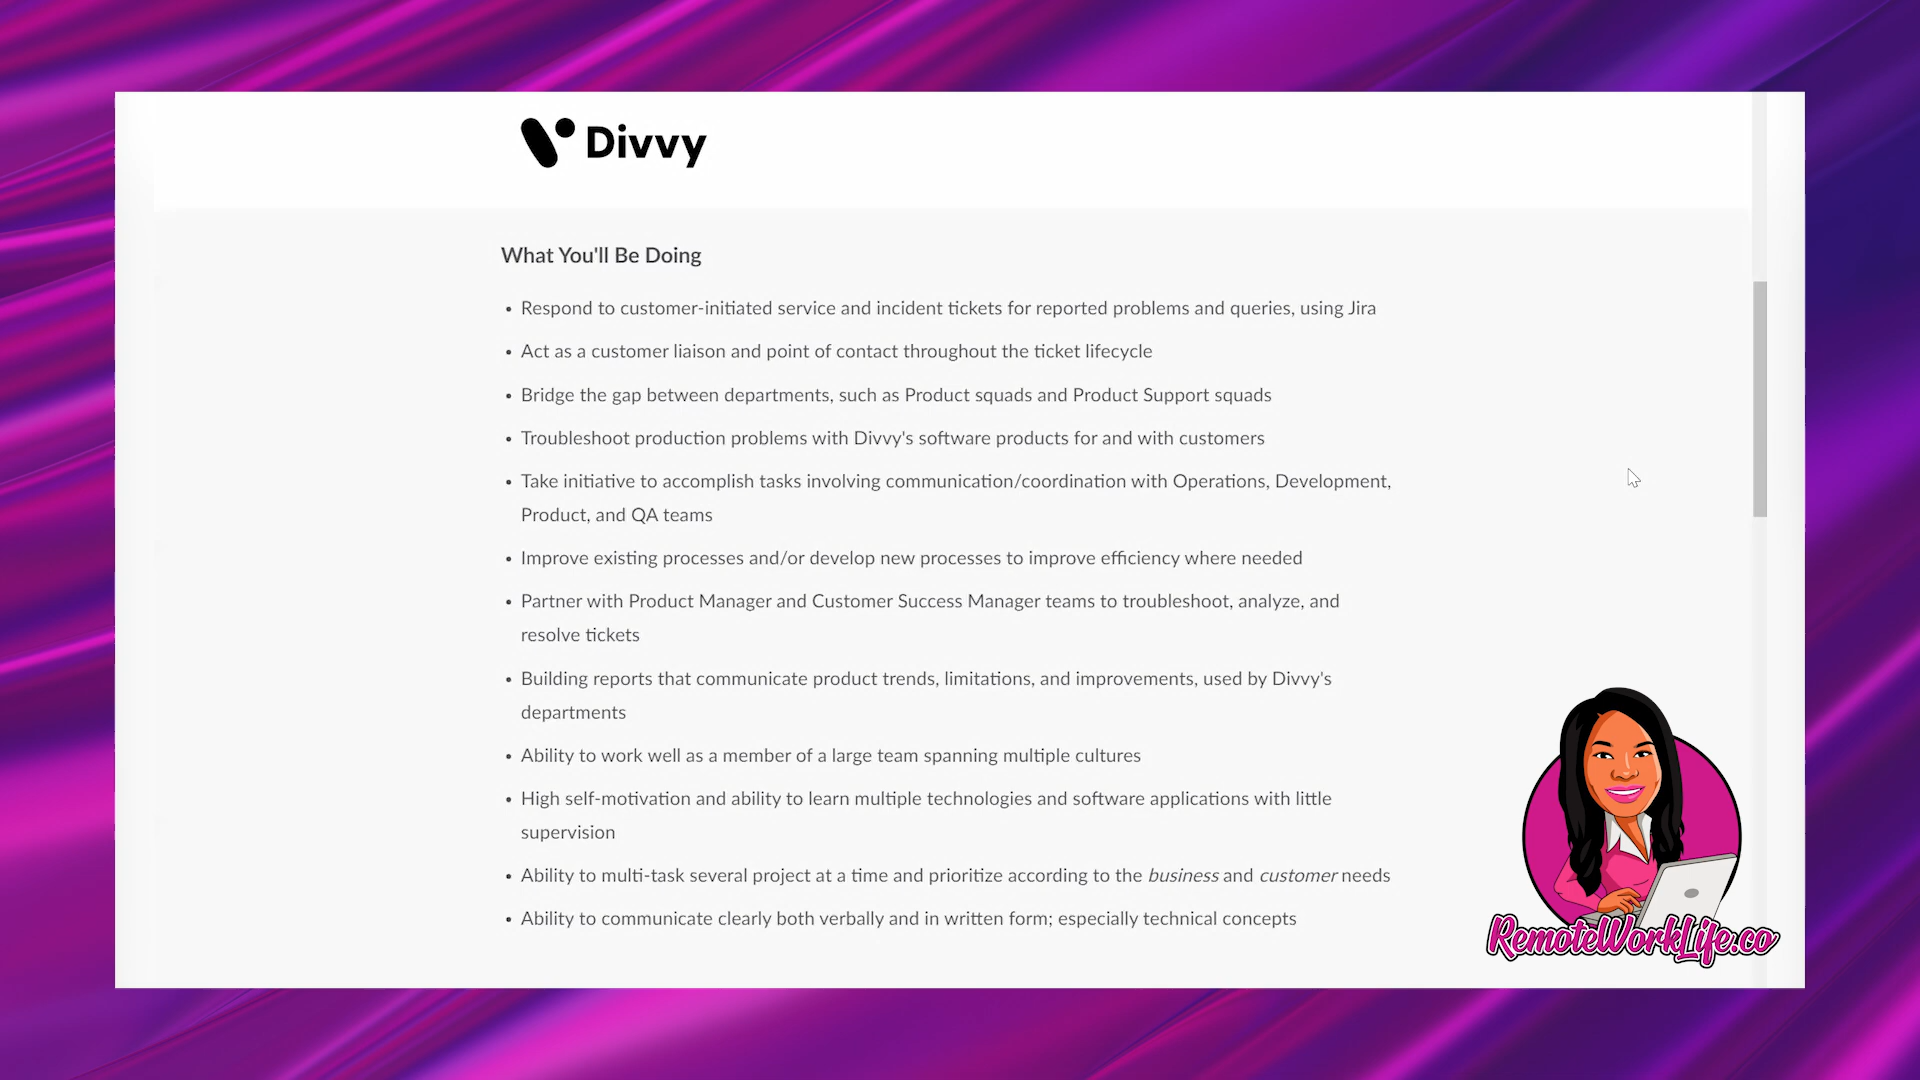 Divvy
What You'll Be Doing
• Respond to customer-initiated service and incident tickets for reported problems and queries, using Jira
• Act as a customer liaison and point of contact throughout the ticket lifecycle
• Bridge the gap between departments, such as Product squads and Product Support squads
• Troubleshoot production problems with Divvy's software products for and with customers
• Take initiative to accomplish tasks involving communication/coordination with Operations, Development,
Product, and QA teams
• Improve existing processes and/or develop new processes to improve efficiency where needed
• Partner with Product Manager and Customer Success Manager teams to troubleshoot, analyze, and
resolve tickets
• Building reports that communicate product trends, limitations, and improvements, used by Divvy's
departments
• Ability to work well as a member of a large team spanning multiple cultures
• High self-motivation and ability to learn multiple technologies and software applications with little
supervision
• Ability to multi-task several project at a time and prioritize according to the business and customer needs
• Ability to communicate clearly both verbally and in written form; especially technical concepts
RemoteWorkLife.co